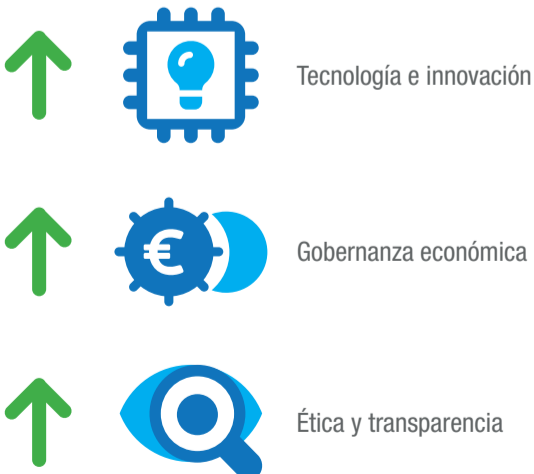 Tecnología e innovación
€
Gobernanza económica
Ética y transparencia